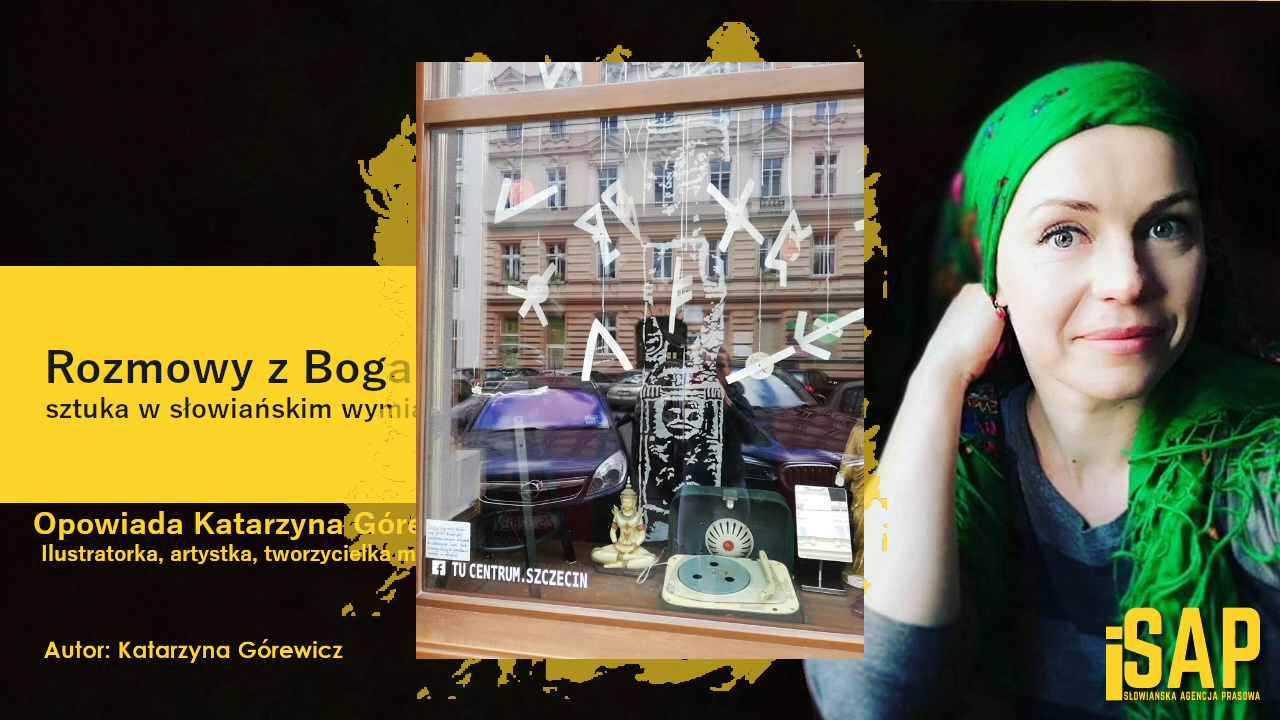 Rozmowy z Boga
sztuka w słowiańskim wymia
Opowiada Katarzyna Góre
Ilustratorka, artystka, tworzycielka m
Autor: Katarzyna Górewicz
TU CENTRUM.SZCZECIN
iSAP
SŁOWIAŃSKA AGENCJA PRASOWA